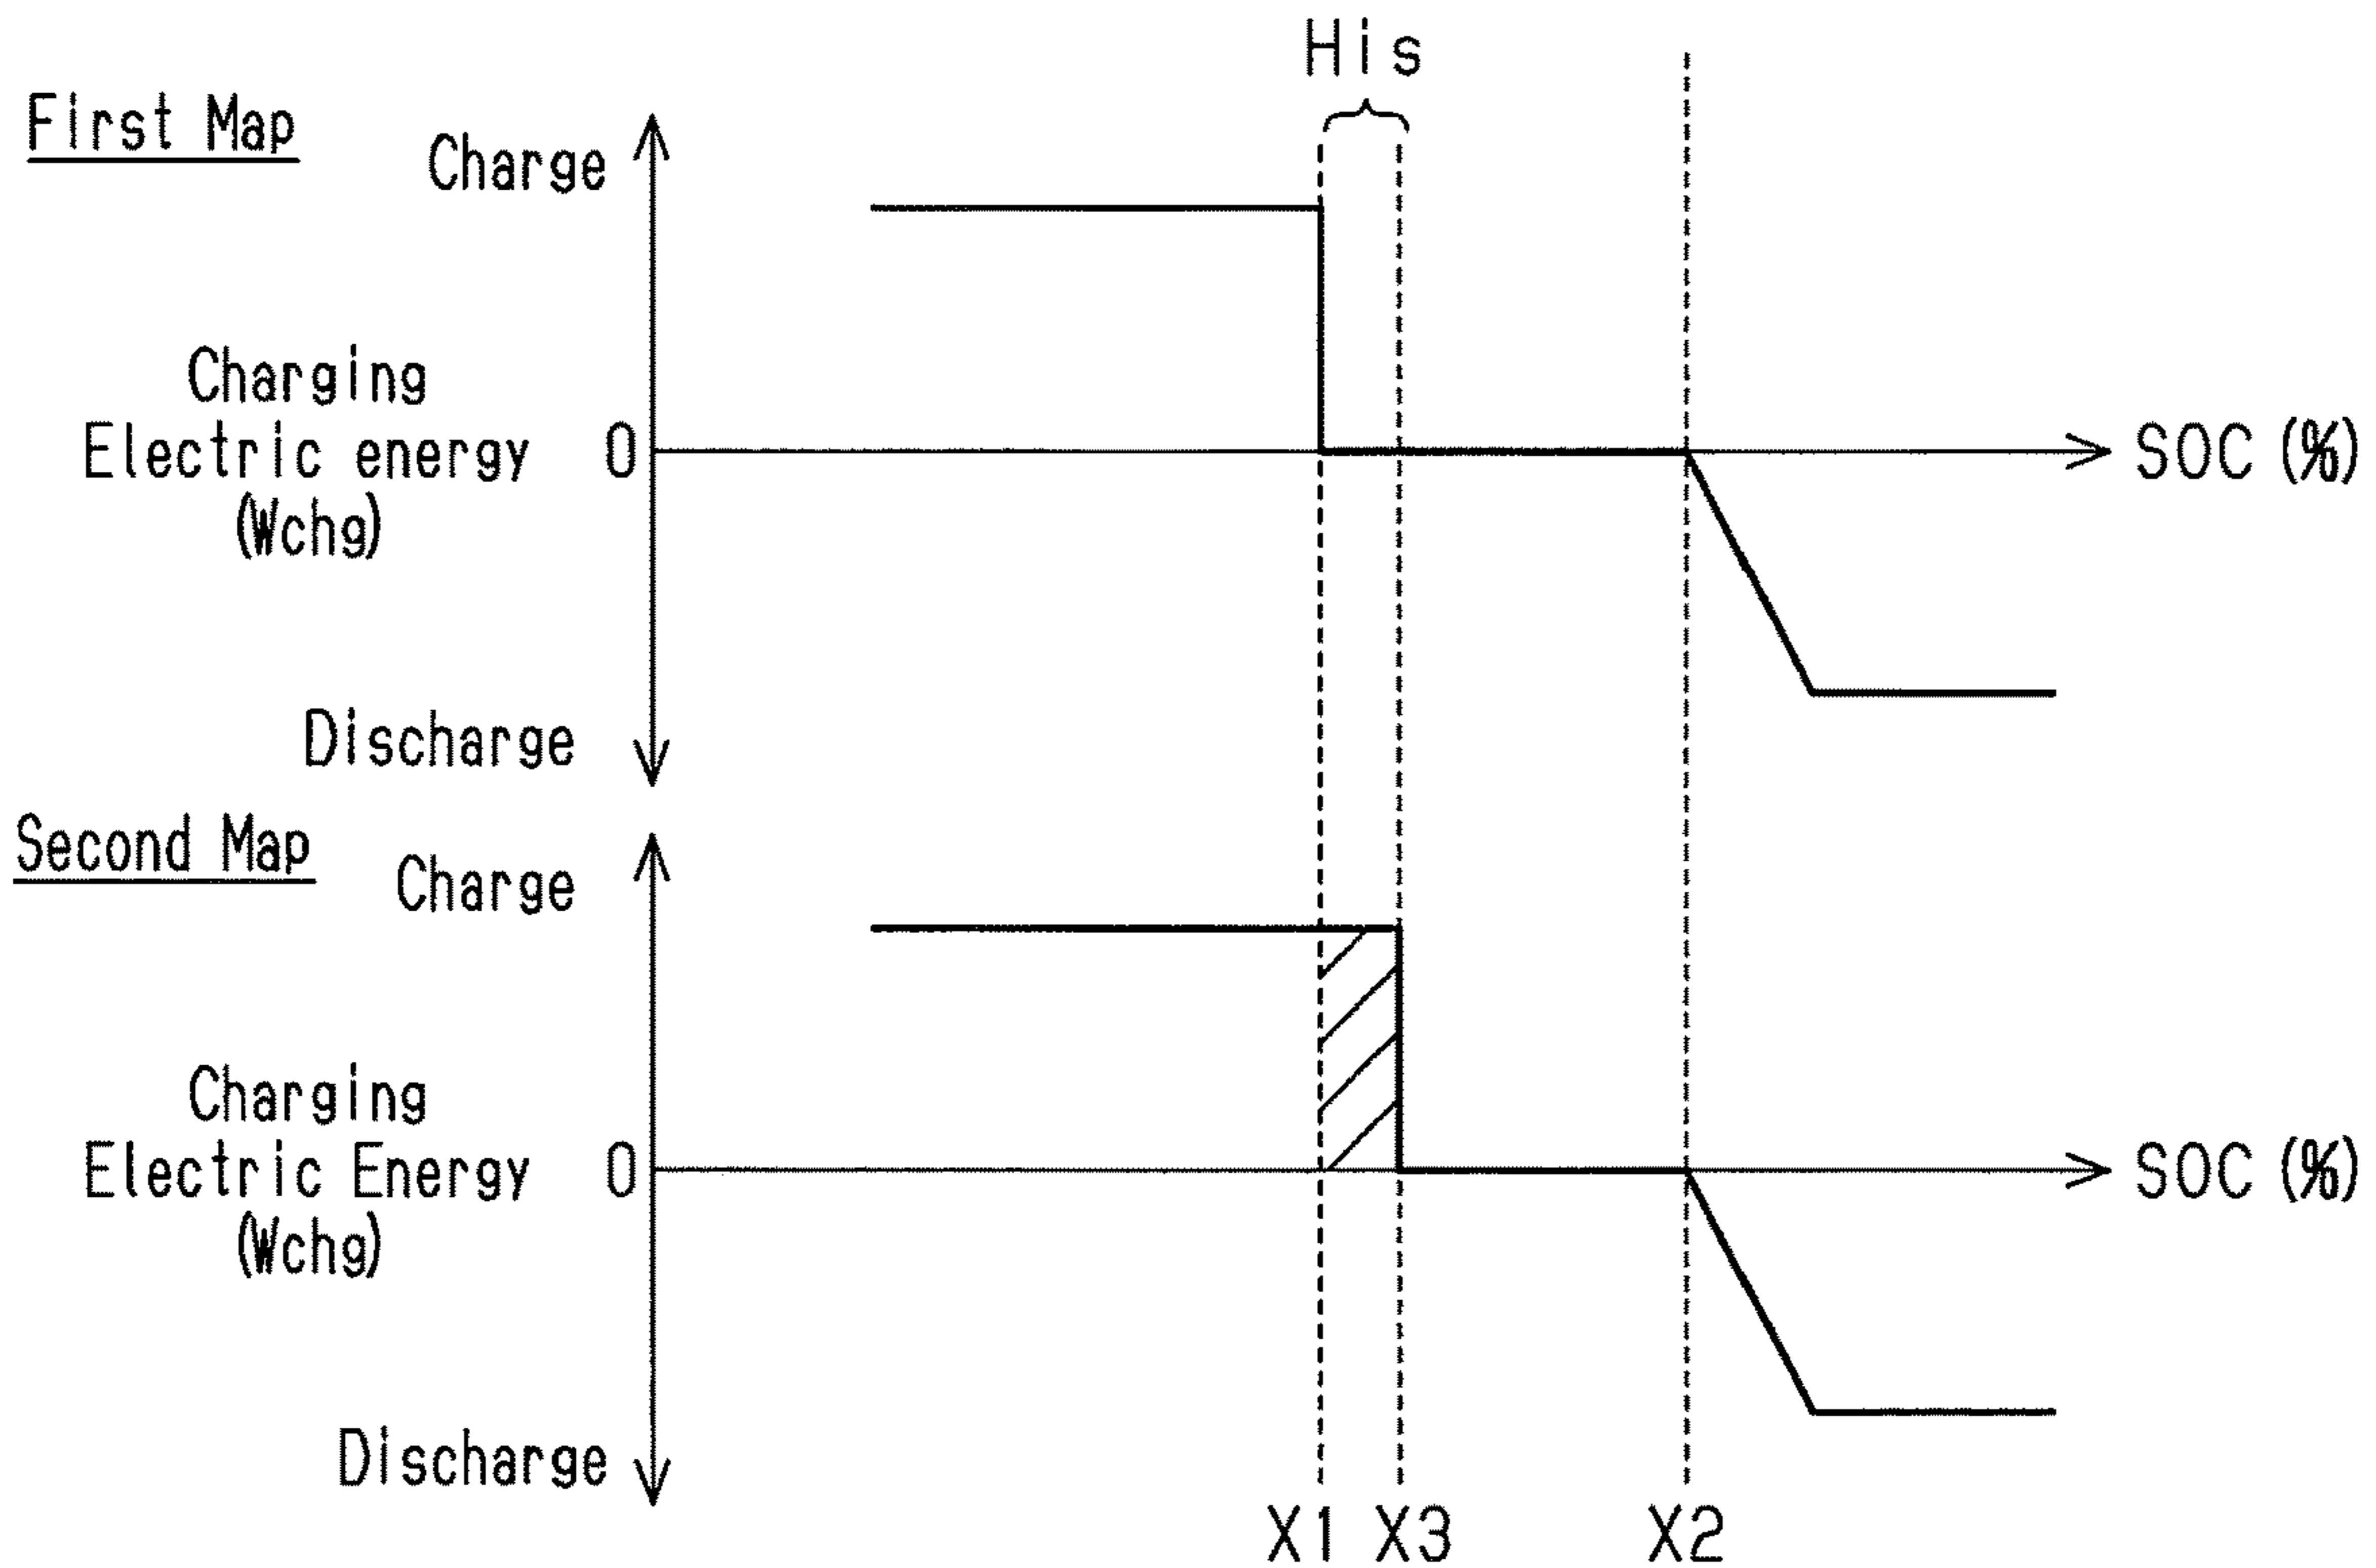 His
First Map
Charge
Charging
Electric energy
(Wchg)
0
SOC (%)
Discharge
Second Map
Charge
Charging
Electric Energy
(Wchg)
0
SOC (%)
Discharge
X1 X3 X2